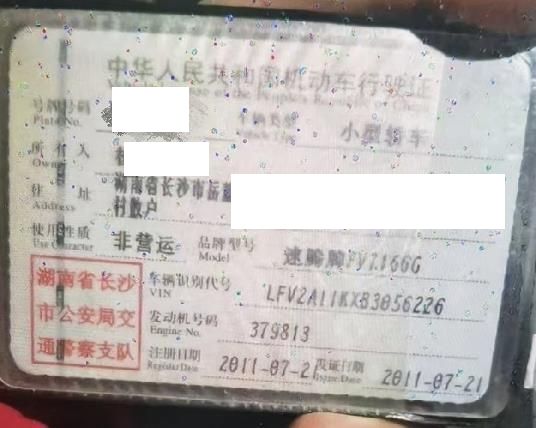 中华人民共和国机动车行驶证
号牌号码 车辆类型 小型轿车
Plate No.
所有人
Owner
住址 湖南省长沙市岳
Address 村散户
使用性质 非营运 品牌型号 速腾牌FV7166G
Use Character Model
湖南省长沙
市公安局交
通警察支队
车辆识别代号 LFV2A11KXB3056226
VIN
发动机号码 379813
Engine No.
注册日期 2011-07-2 发证日期 2011-07-21
Register Date Issue Date